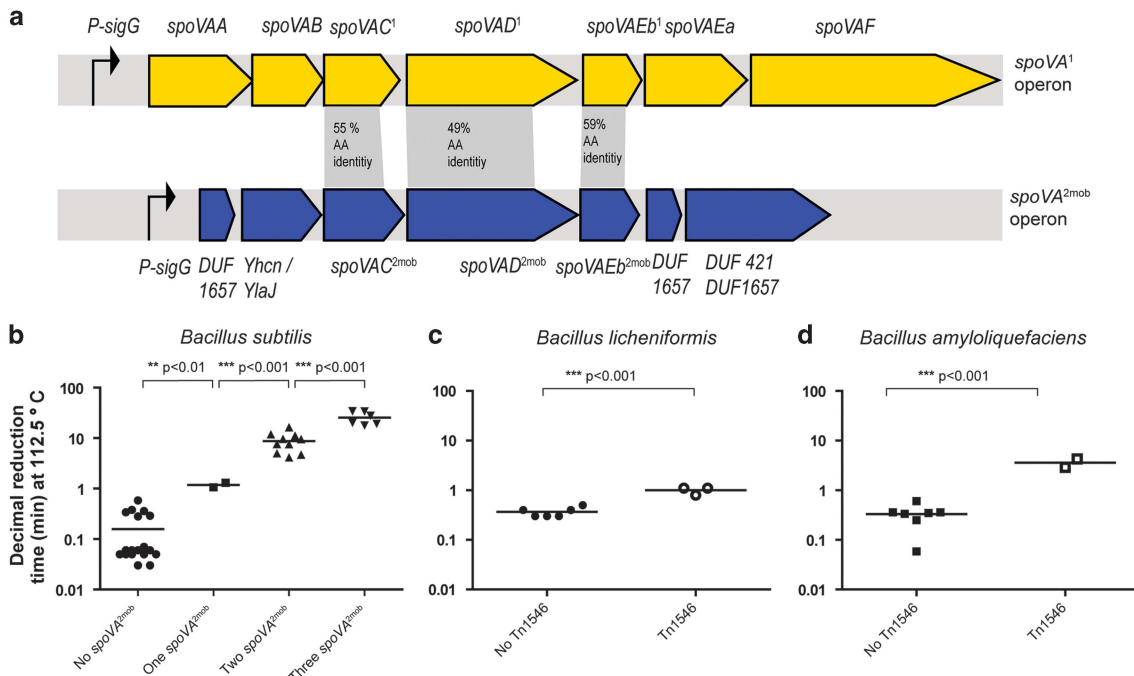 a
P-sigG spoVAA spoVAB spoVAC¹ spoVAD¹ spoVAEb¹ spoVAEa spoVAF
spoVA¹
operon
55 % 49% 59%
AA AA AA
identitiy identitiy identitiy
spoVA²ᵐᵒᵇ
operon
P-sigG DUF Yhcn / spoVAC²ᵐᵒᵇ spoVAD²ᵐᵒᵇ spoVAEb²ᵐᵒᵇ DUF DUF 421
1657 YlaJ 1657 DUF1657
b Bacillus subtilis
** p<0.01 *** p<0.001 *** p<0.001
Decimal reduction
time (min) at 112.5 ° C
100
10
1
0.1
0.01
No spoVA²ᵐᵒᵇ
One spoVA²ᵐᵒᵇ
Two spoVA²ᵐᵒᵇ
Three spoVA²ᵐᵒᵇ
c Bacillus licheniformis
*** p<0.001
100
10
1
0.1
0.01
No Tn1546
Tn1546
d Bacillus amyloliquefaciens
*** p<0.001
100
10
1
0.1
0.01
No Tn1546
Tn1546